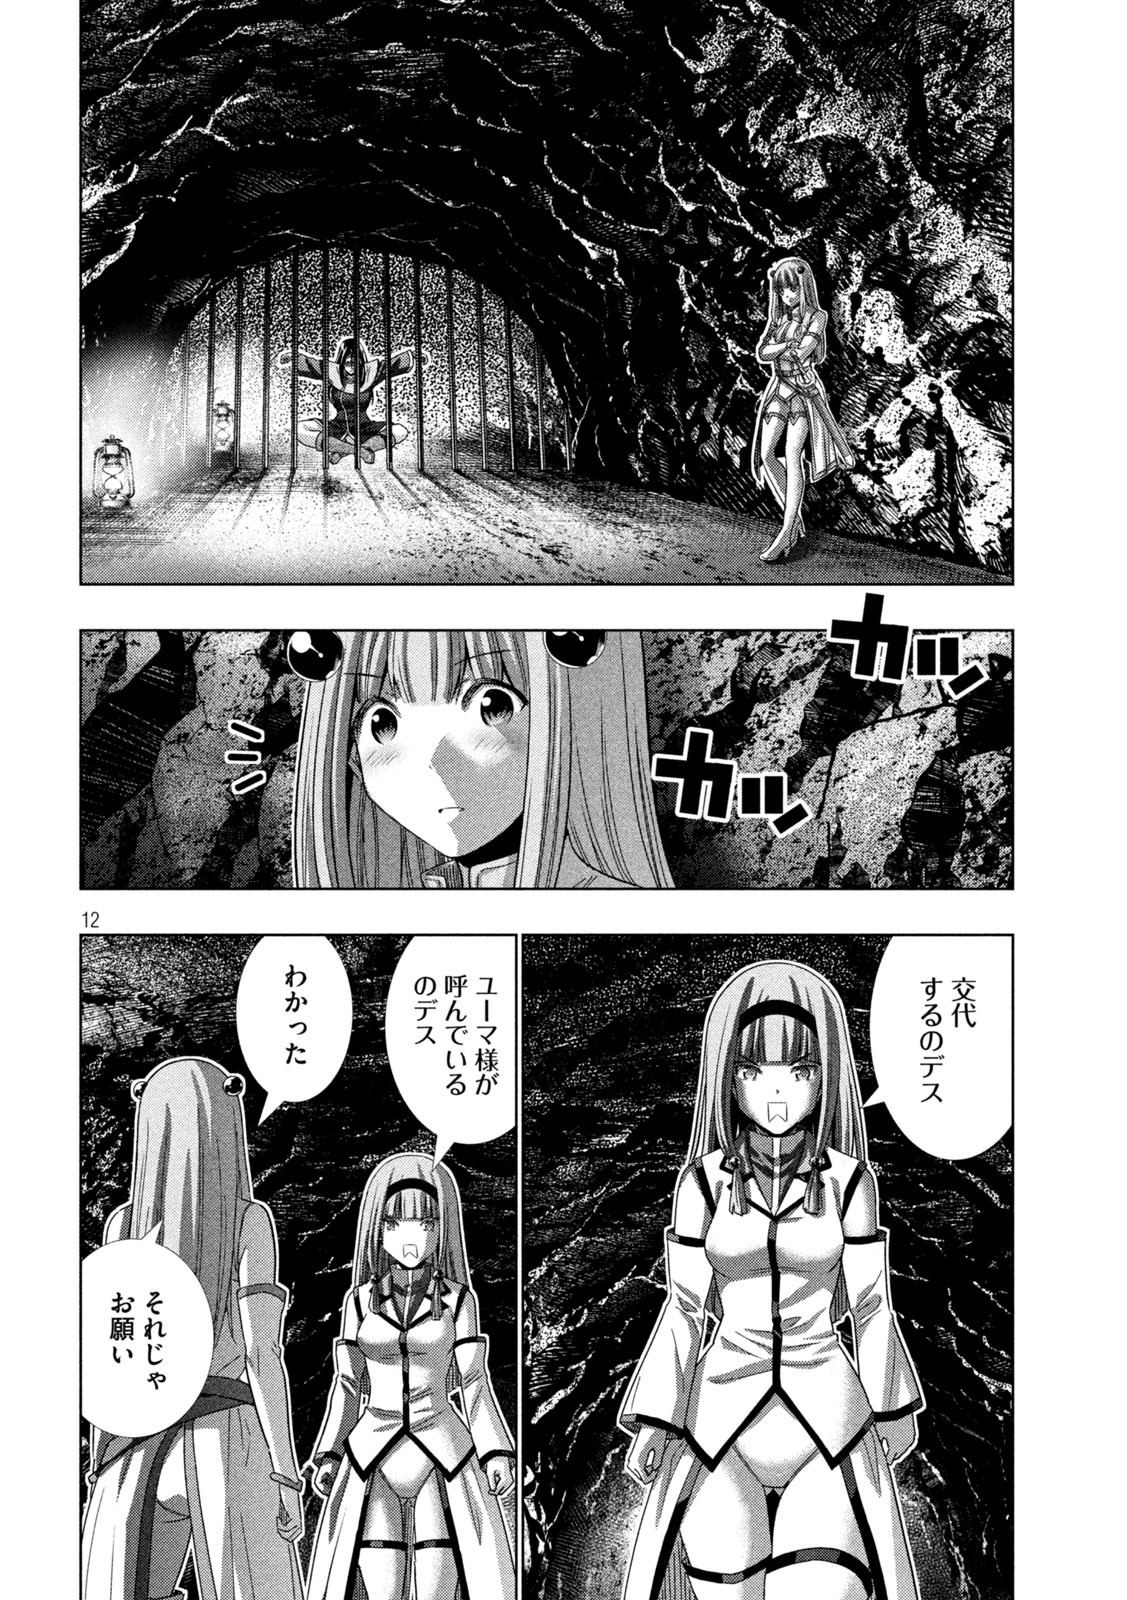 カッ
カッ
12
交代
するのデス
ユーマ様が
呼んでいる
のデス
わかった
それじゃ
お願い